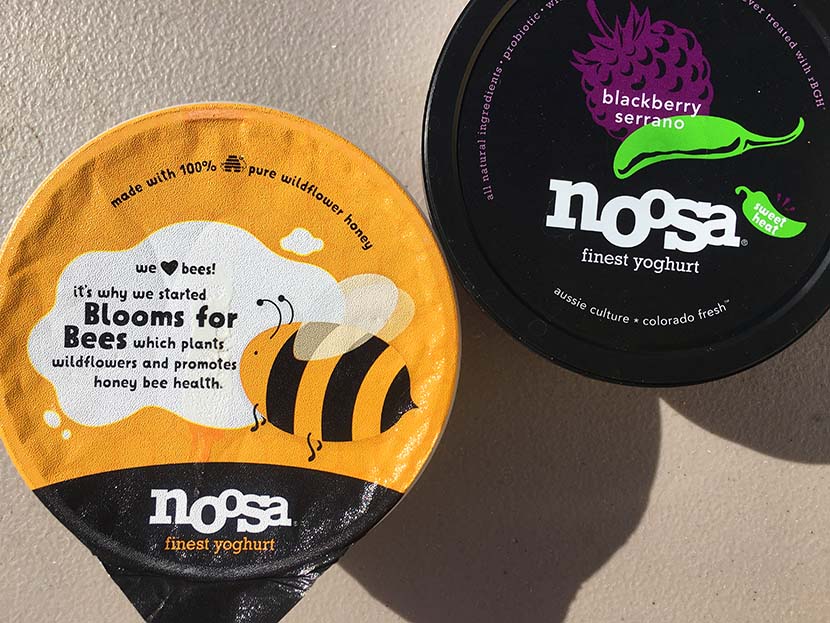 made with 100% pure wildflower honey
we bees!
it's why we started
Blooms for
Bees which plants
wildflowers and promotes
honey bee health.
noosa
finest yoghurt
all natural ingredients • probiotic •
ever treated with rBGH
blackberry
serrano
noosa®
sweet
heat
finest yoghurt
aussie culture ★ colorado fresh™